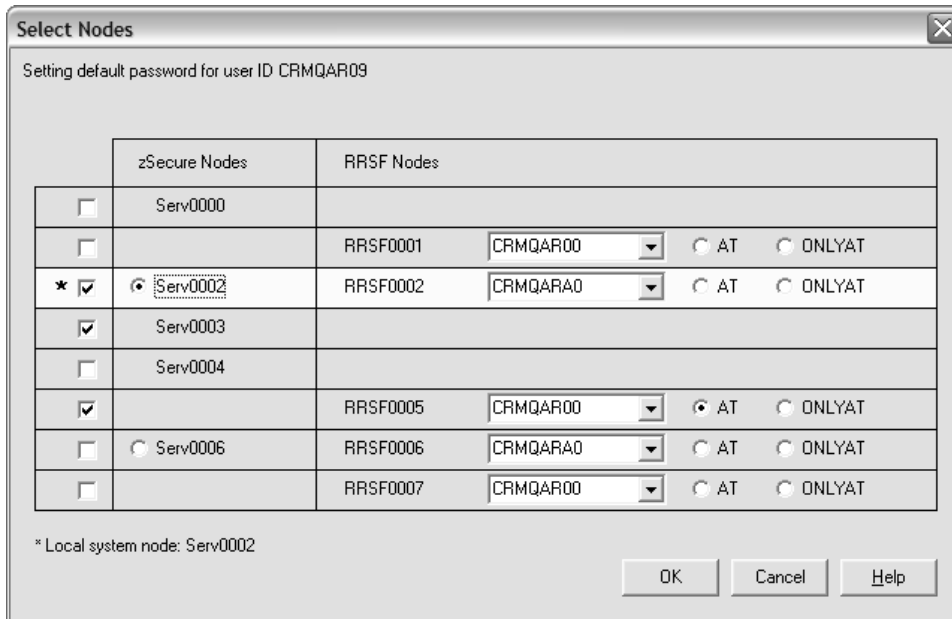 Select Nodes
Setting default password for user ID CRMQAR09
zSecure Nodes RRSF Nodes
Serv0000
RRSF0001 CRMQAR00 AT ONLYAT
* Serv0002 RRSF0002 CRMQARA0 AT ONLYAT
Serv0003
Serv0004
RRSF0005 CRMQAR00 AT ONLYAT
Serv0006 RRSF0006 CRMQARA0 AT ONLYAT
RRSF0007 CRMQAR00 AT ONLYAT
* Local system node: Serv0002
OK Cancel Help